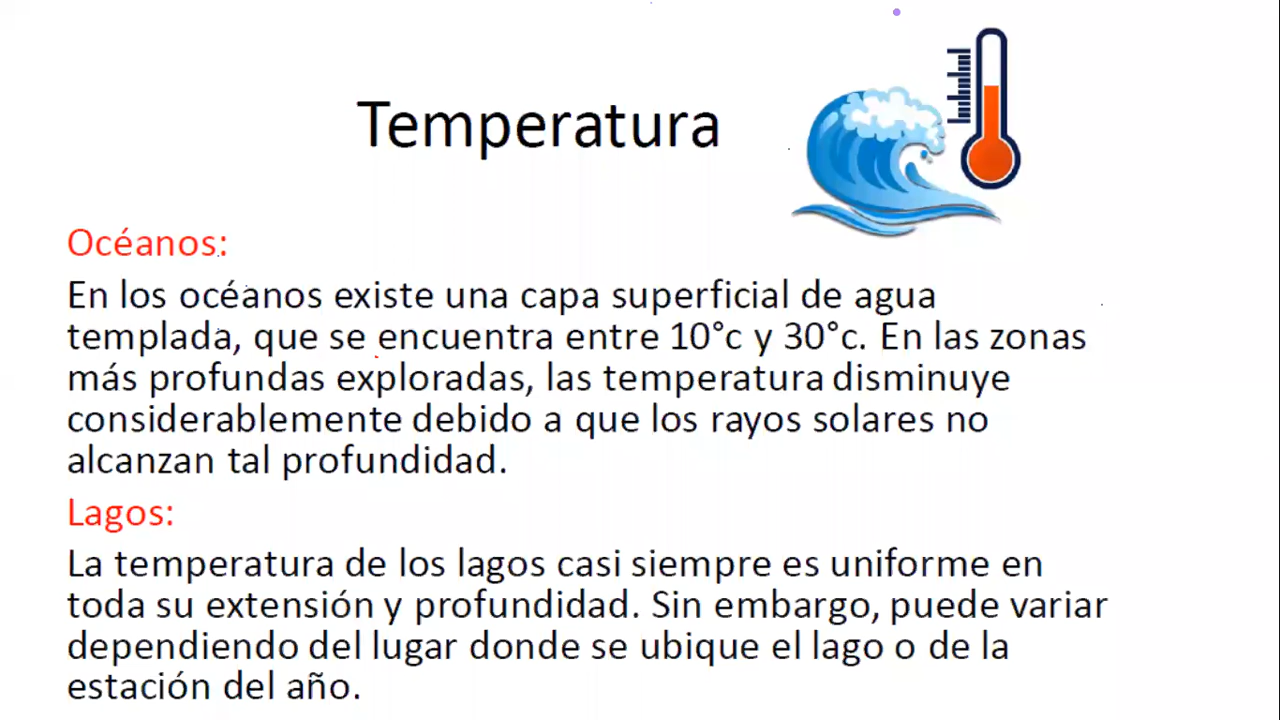 Temperatura
Océanos:
En los océanos existe una capa superficial de agua
templada, que se encuentra entre 10°c y 30°c. En las zonas
más profundas exploradas, las temperatura disminuye
considerablemente debido a que los rayos solares no
alcanzan tal profundidad.
Lagos:
La temperatura de los lagos casi siempre es uniforme en
toda su extensión y profundidad. Sin embargo, puede variar
dependiendo del lugar donde se ubique el lago o de la
estación del año.